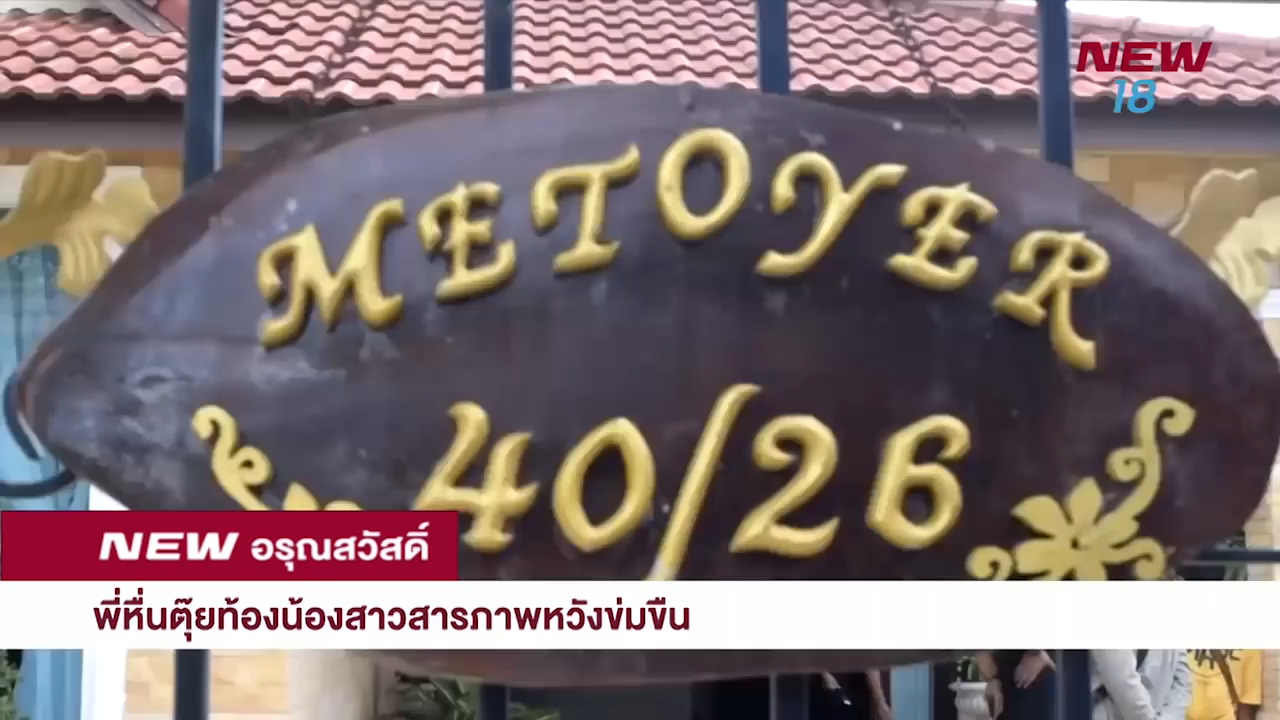 NEW
18
METOYER
40/26
NEW อรุณสวัสดิ์
พี่หื่นตุ๊ยท้องน้องสาวสารภาพหวังข่มขืน